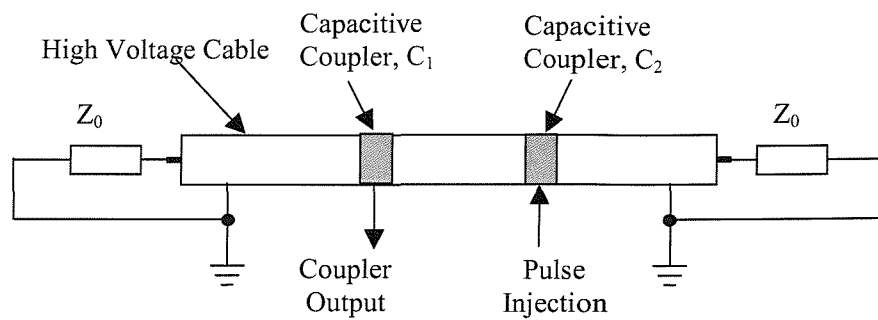 High Voltage Cable
Capacitive
Coupler, C₁
Capacitive
Coupler, C₂
Z₀
Z₀
Coupler
Output
Pulse
Injection